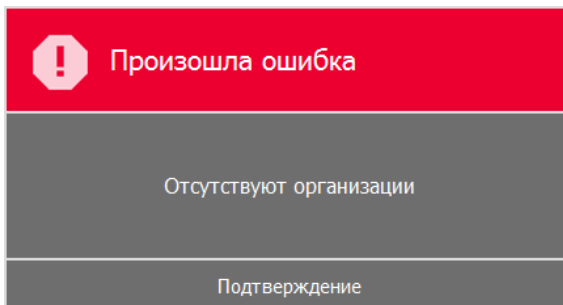 Произошла ошибка
Отсутствуют организации
Подтверждение